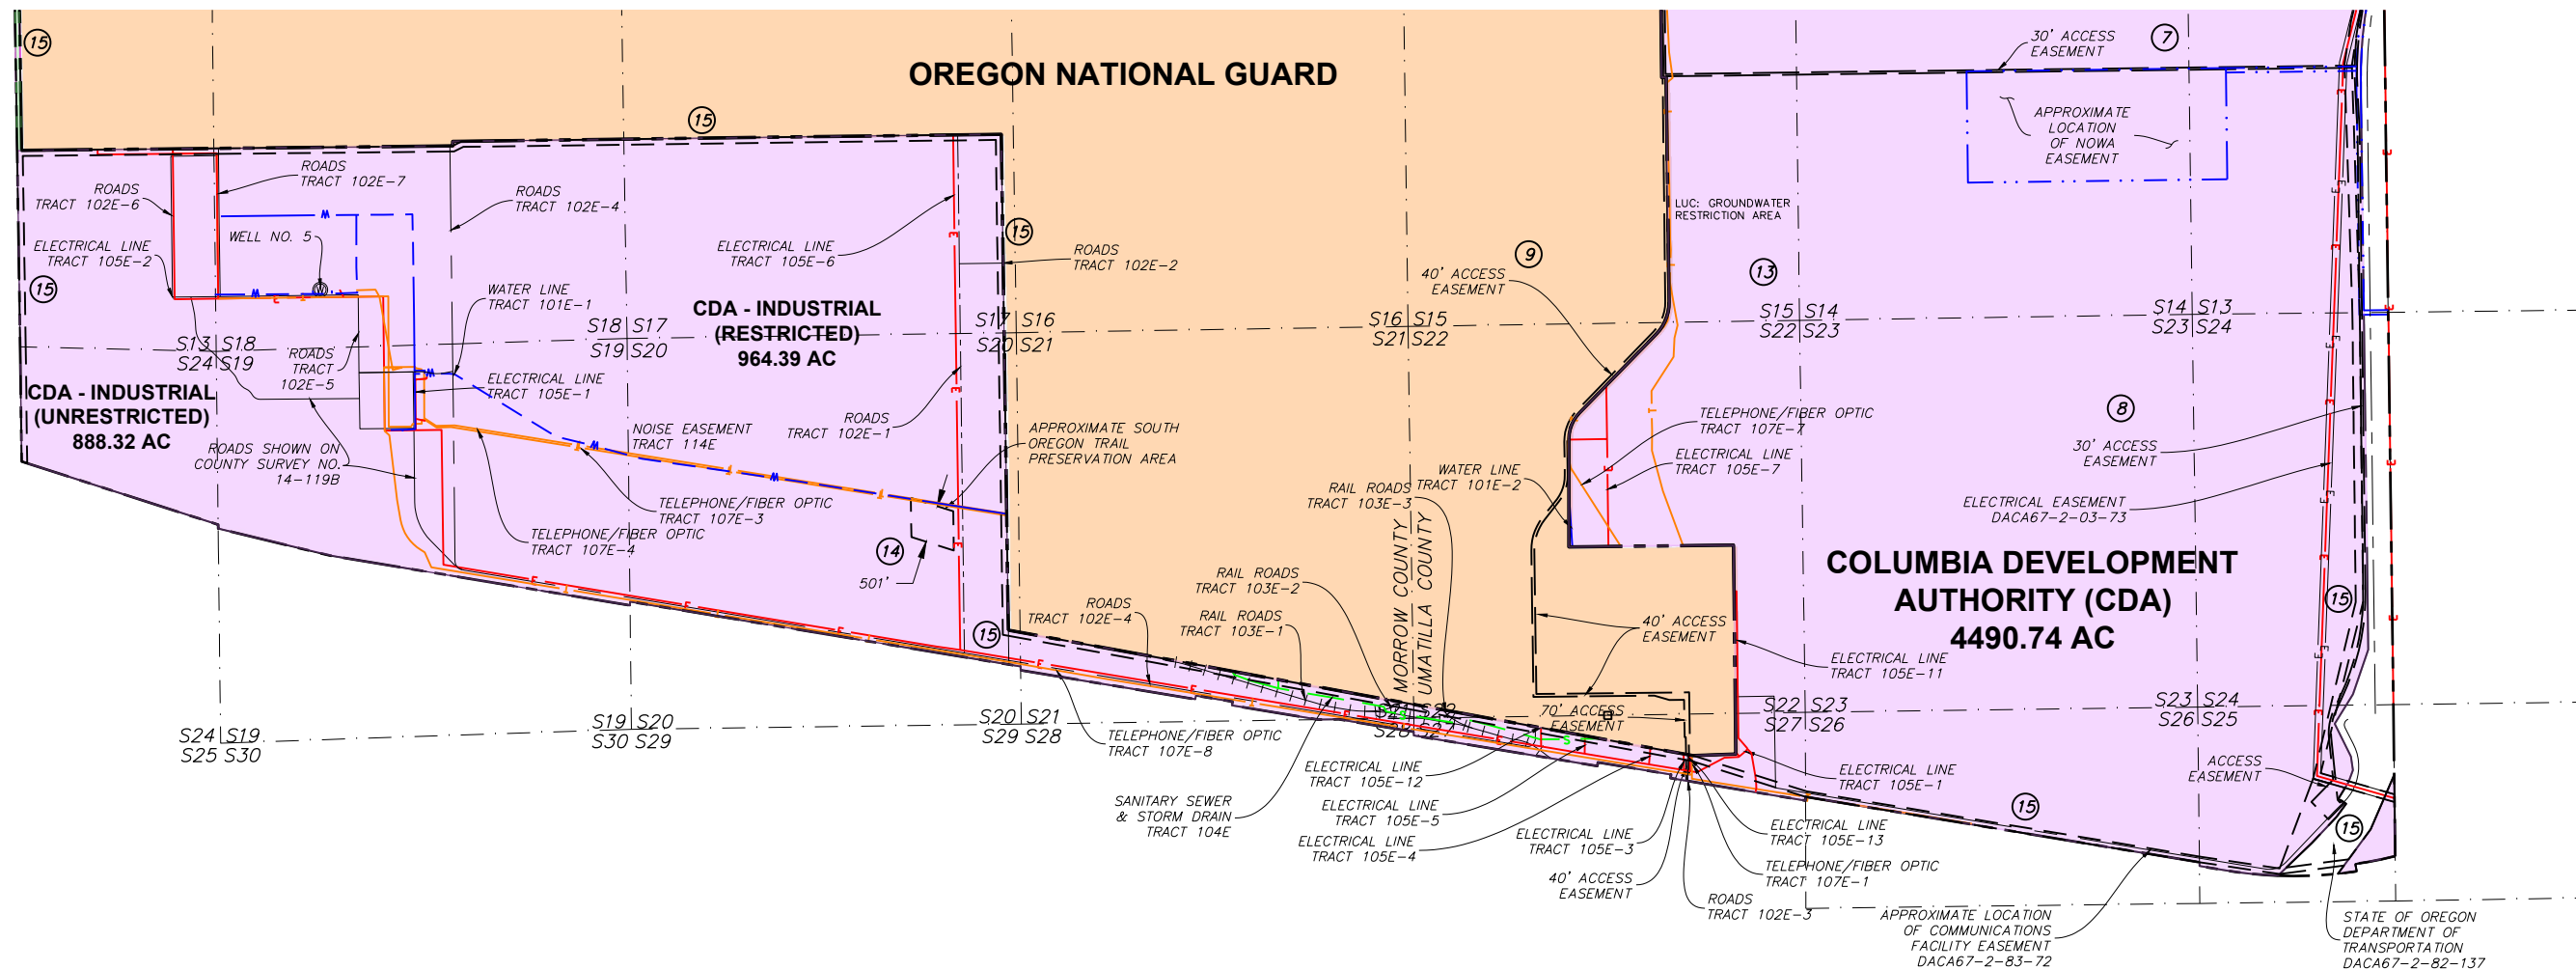 OREGON NATIONAL GUARD
15
15
7
30' ACCESS
EASEMENT
APPROXIMATE
LOCATION
OF NOWA
EASEMENT
ROADS
TRACT 102E-7
ROADS
TRACT 102E-6
ROADS
TRACT 102E-4
WELL NO. 5
W
ELECTRICAL LINE
TRACT 105E-2
15
ELECTRICAL LINE
TRACT 105E-6
15
ROADS
TRACT 102E-2
LUC: GROUNDWATER
RESTRICTION AREA
9
13
40' ACCESS
EASEMENT
WATER LINE
TRACT 101E-1
CDA - INDUSTRIAL
(RESTRICTED)
964.39 AC
S13 S18
S24 S19
S18 S17
S19 S20
S17 S16
S20 S21
S16 S15
S21 S22
S15 S14
S22 S23
S14 S13
S23 S24
ROADS
TRACT
102E-5
CDA - INDUSTRIAL
(UNRESTRICTED)
888.32 AC
ELECTRICAL LINE
TRACT 105E-1
ROADS
TRACT 102E-1
NOISE EASEMENT
TRACT 114E
APPROXIMATE SOUTH
OREGON TRAIL
PRESERVATION AREA
ROADS SHOWN ON
COUNTY SURVEY NO.
14-119B
TELEPHONE/FIBER OPTIC
TRACT 107E-7
ELECTRICAL LINE
TRACT 105E-7
8
30' ACCESS
EASEMENT
WATER LINE
TRACT 101E-2
RAIL ROADS
TRACT 103E-3
ELECTRICAL EASEMENT
DACA67-2-03-73
TELEPHONE/FIBER OPTIC
TRACT 107E-3
TELEPHONE/FIBER OPTIC
TRACT 107E-4
14
501'
MORROW COUNTY
UMATILLA COUNTY
COLUMBIA DEVELOPMENT
AUTHORITY (CDA)
4490.74 AC
RAIL ROADS
TRACT 103E-2
RAIL ROADS
TRACT 103E-1
ROADS
TRACT 102E-4
15
40' ACCESS
EASEMENT
15
ELECTRICAL LINE
TRACT 105E-11
70' ACCESS
EASEMENT
S24 S19
S25 S30
S19 S20
S30 S29
S20 S21
S29 S28
S21 S22
S28 S27
S22 S23
S27 S26
S23 S24
S26 S25
TELEPHONE/FIBER OPTIC
TRACT 107E-8
SANITARY SEWER
& STORM DRAIN
TRACT 104E
ELECTRICAL LINE
TRACT 105E-12
ELECTRICAL LINE
TRACT 105E-5
ELECTRICAL LINE
TRACT 105E-4
ELECTRICAL LINE
TRACT 105E-3
40' ACCESS
EASEMENT
ELECTRICAL LINE
TRACT 105E-1
ELECTRICAL LINE
TRACT 105E-13
TELEPHONE/FIBER OPTIC
TRACT 107E-1
ROADS
TRACT 102E-3
ACCESS
EASEMENT
15
15
APPROXIMATE LOCATION
OF COMMUNICATIONS
FACILITY EASEMENT
DACA67-2-83-72
STATE OF OREGON
DEPARTMENT OF
TRANSPORTATION
DACA67-2-82-137